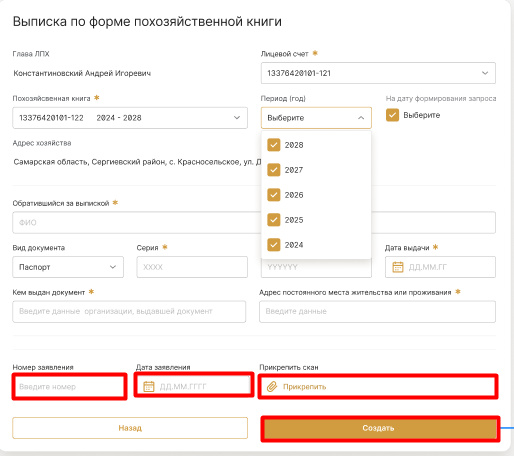 Выписка по форме похозяйственной книги
Глава ЛПХ
Лицевой счет *
Константиновский Андрей Игоревич
13376420101-121
Похозяйсвенная книга *
Период (год)
На дату формирования запроса
13376420101-122 2024 - 2028
Выберите
Выберите
Адрес хозяйства
2028
Самарская область, Сергиевский район, с. Красносельское, ул. Д
2027
2026
Обратившийся за выпиской *
2025
ФИО
2024
Вид документа
Серия *
Дата выдачи *
Паспорт
XXXX
YYYYYY
ДД.ММ.ГГ
Кем выдан документ *
Адрес постоянного места жительства или проживания *
Введите данные организации, выдавшей документ
Введите данные
Номер заявления
Дата заявления
Прикрепить скан
Введите номер
ДД.ММ.ГГГГ
Прикрепить
Назад
Создать